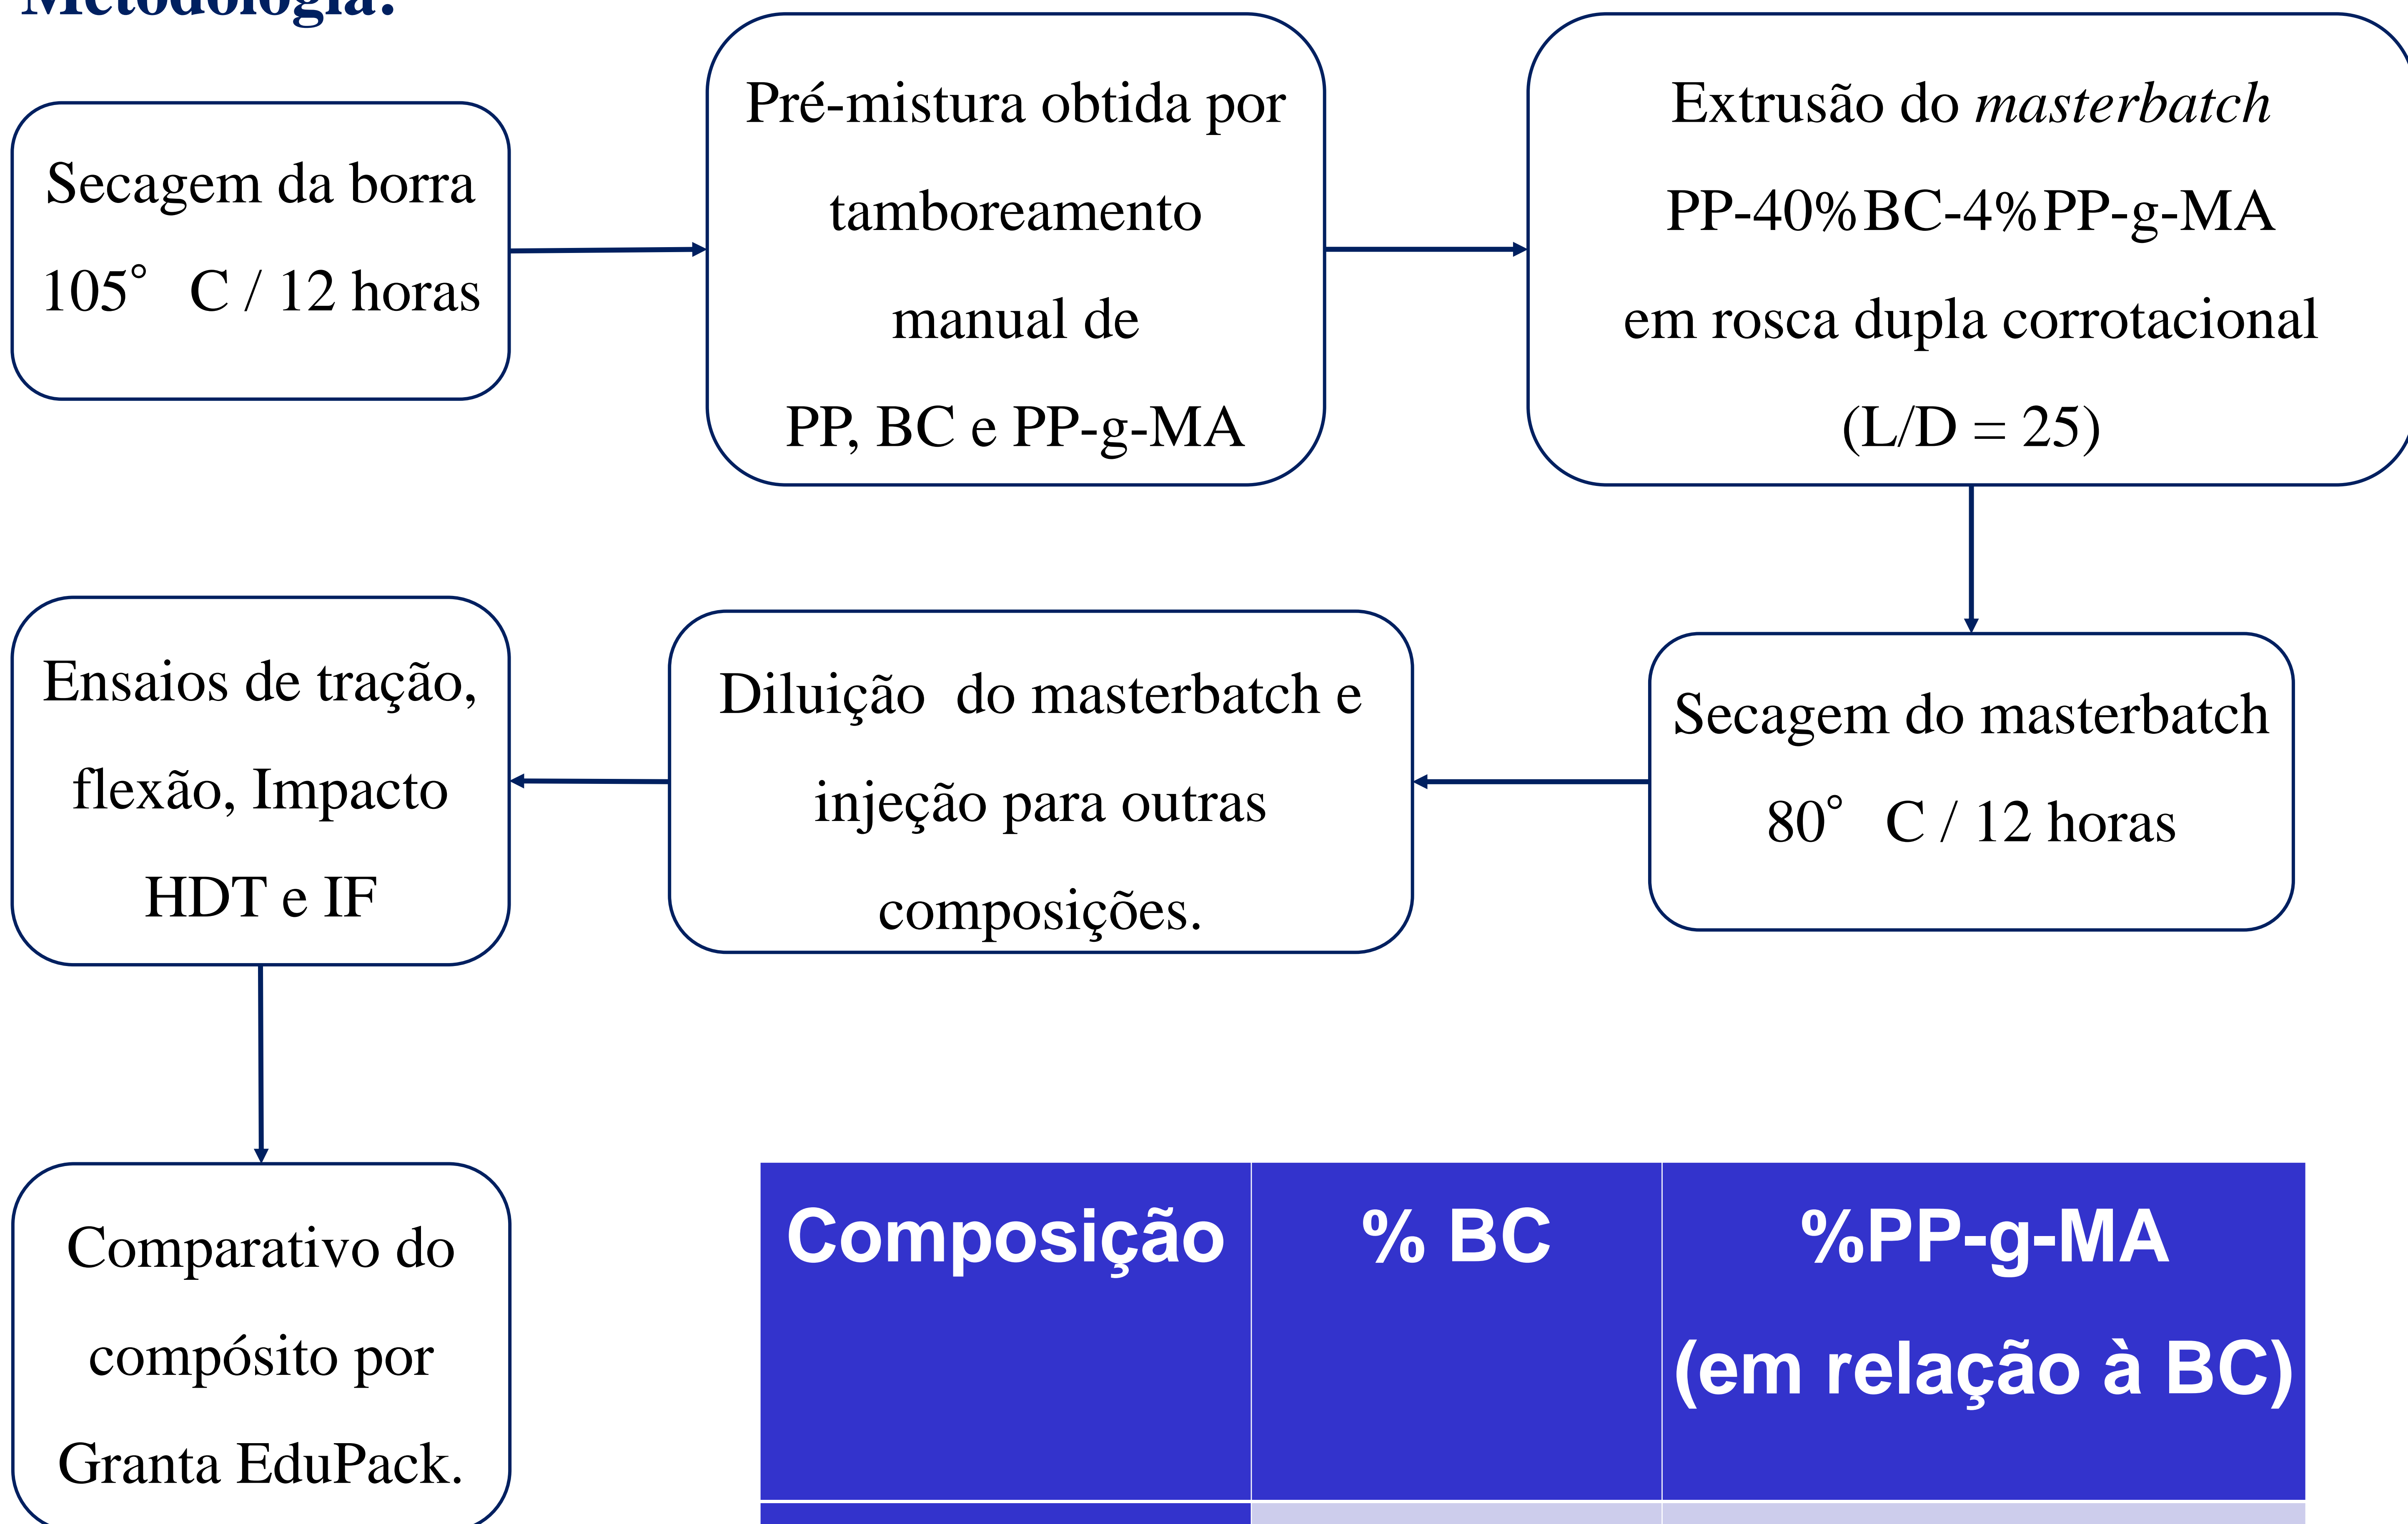 Metodologia:
Secagem da borra
105° C / 12 horas
Pré-mistura obtida por
tamboreamento
manual de
PP, BC e PP-g-MA
Extrusão do masterbatch
PP-40%BC-4%PP-g-MA
em rosca dupla corrotacional
(L/D = 25)
Secagem do masterbatch
80° C / 12 horas
Diluição do masterbatch e
injeção para outras
composições.
Ensaios de tração,
flexão, Impacto
HDT e IF
Comparativo do
compósito por
Granta EduPack.
Composição
% BC
%PP-g-MA
(em relação à BC)